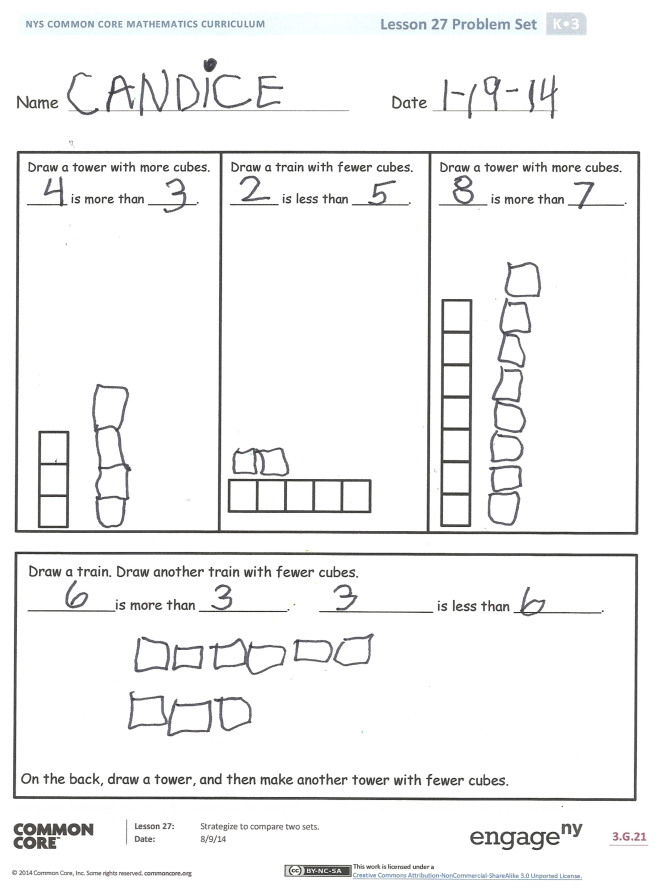 NYS COMMON CORE MATHEMATICS CURRICULUM Lesson 27 Problem Set K•3
Name CANDICE Date 1-19-14
Draw a tower with more cubes.
4 is more than 3.
Draw a train with fewer cubes.
2 is less than 5.
Draw a tower with more cubes.
8 is more than 7.
Draw a train. Draw another train with fewer cubes.
6 is more than 3. 3 is less than 6.
On the back, draw a tower, and then make another tower with fewer cubes.
COMMON CORE™
Lesson 27: Strategize to compare two sets.
Date: 8/9/14
engage ny
3.G.21
© 2014 Common Core, Inc. Some rights reserved. commoncore.org
(cc) BY-NC-SA
This work is licensed under a
Creative Commons Attribution-NonCommercial-ShareAlike 3.0 Unported License.